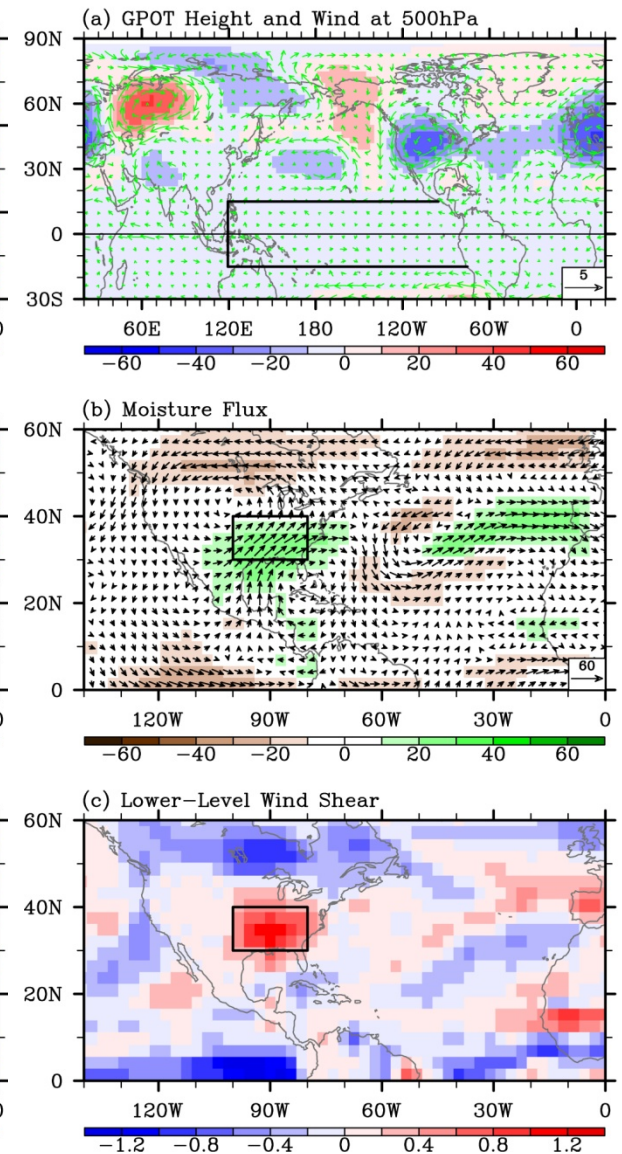 (a) GPOT Height and Wind at 500hPa
90N
60N
30N
0
30S
5
60E 120E 180 120W 60W 0
−60 −40 −20 0 20 40 60
(b) Moisture Flux
60N
40N
20N
0
60
120W 90W 60W 30W 0
−60 −40 −20 0 20 40 60
(c) Lower−Level Wind Shear
60N
40N
20N
0
120W 90W 60W 30W 0
−1.2 −0.8 −0.4 0 0.4 0.8 1.2